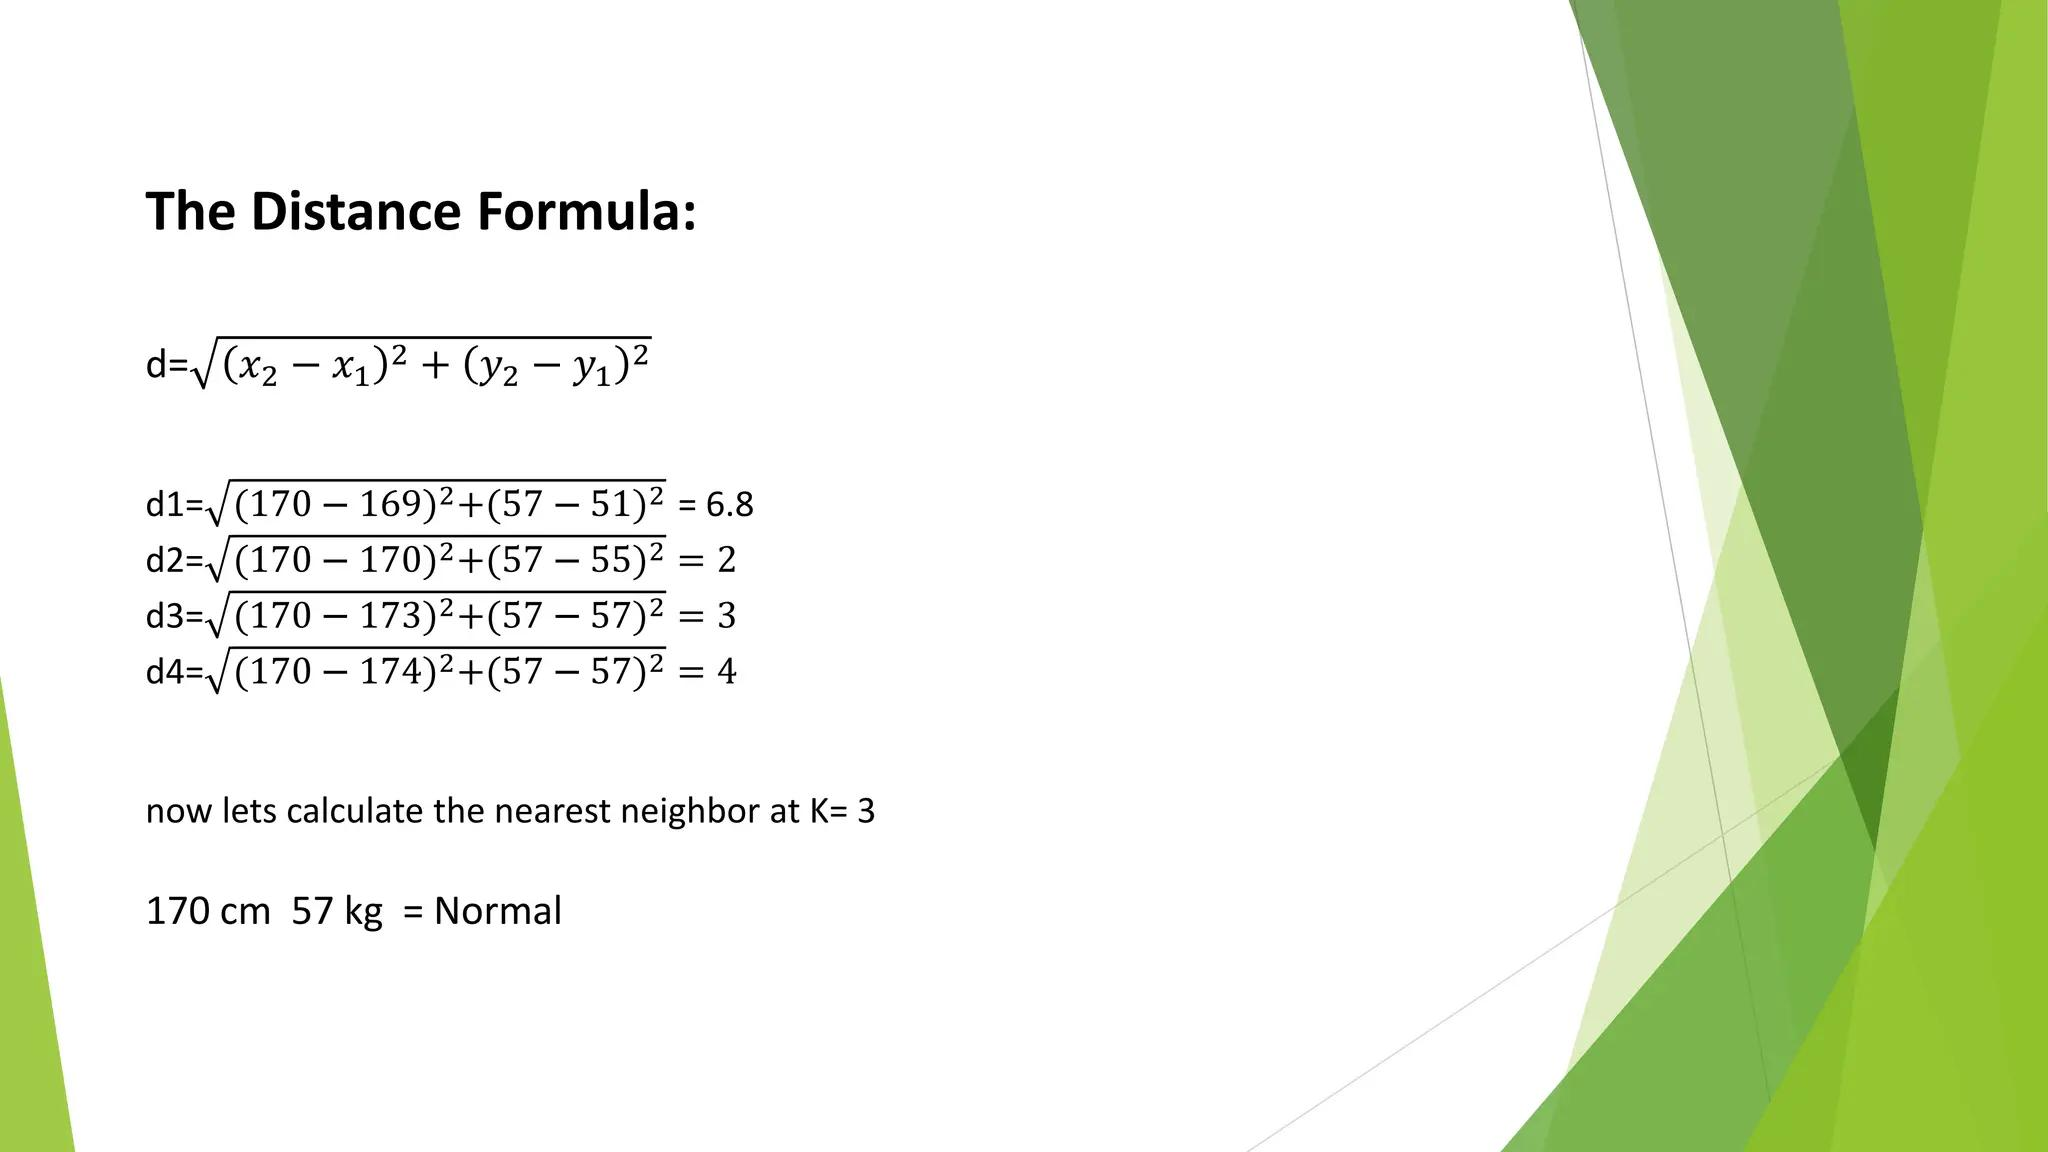 The Distance Formula:
d=√(𝑥₂ − 𝑥₁)² + (𝑦₂ − 𝑦₁)²
d1=√(170 − 169)²+(57 − 51)² = 6.8
d2=√(170 − 170)²+(57 − 55)² = 2
d3=√(170 − 173)²+(57 − 57)² = 3
d4=√(170 − 174)²+(57 − 57)² = 4
now lets calculate the nearest neighbor at K= 3
170 cm  57 kg  = Normal